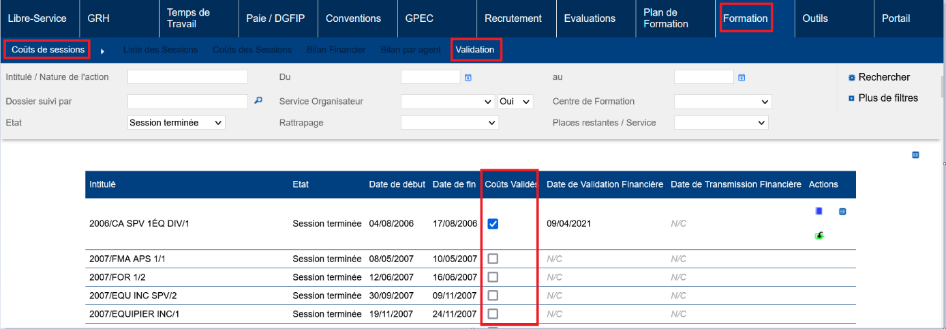 Libre-Service GRH Temps de Travail Paie / DGFIP Conventions GPEC Recrutement Evaluations Plan de Formation Formation Outils Portail
Coûts de sessions Liste des Sessions Coûts des Sessions Bilan Financier Bilan par agent Validation
Intitulé / Nature de l'action Du au Rechercher
Dossier suivi par Service Organisateur Oui Centre de Formation Plus de filtres
Etat Session terminée Rattrapage Places restantes / Service
Intitulé Etat Date de début Date de fin Coûts Validés Date de Validation Financière Date de Transmission Financière Actions
2006/CA SPV 1ÉQ DIV/1 Session terminée 04/08/2006 17/08/2006 09/04/2021 N/C
2007/FMA APS 1/1 Session terminée 08/05/2007 10/05/2007 N/C N/C
2007/FOR 1/2 Session terminée 12/06/2007 16/06/2007 N/C N/C
2007/EQU INC SPV/2 Session terminée 30/09/2007 09/11/2007 N/C N/C
2007/EQUIPIER INC/1 Session terminée 19/11/2007 24/11/2007 N/C N/C